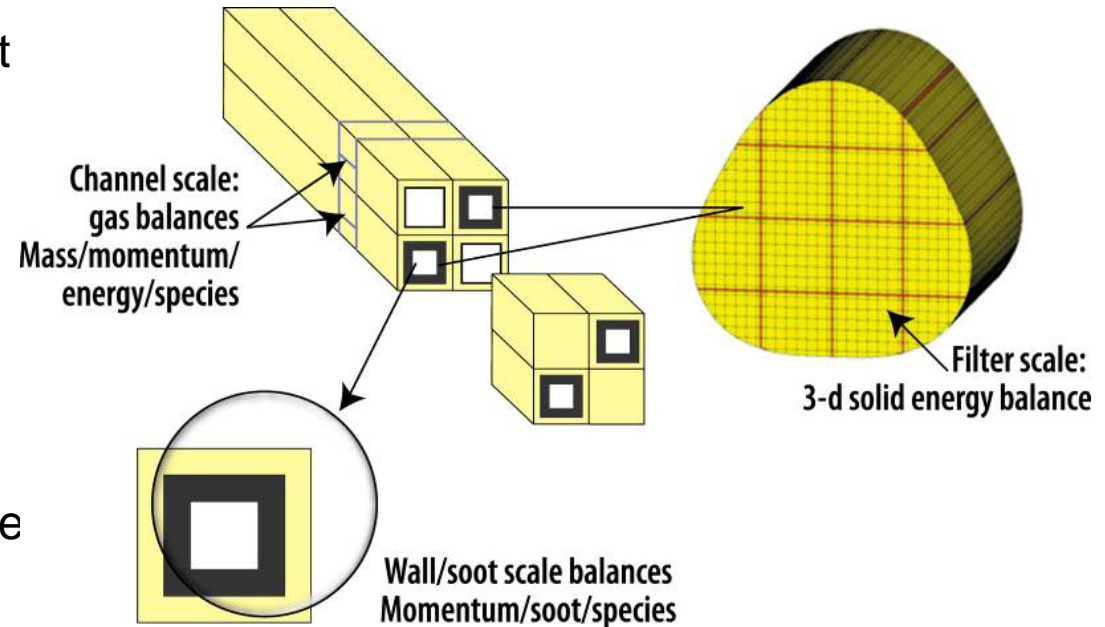 t
Channel scale:
gas balances
Mass/momentum/
energy/species
Filter scale:
3-d solid energy balance
e
Wall/soot scale balances
Momentum/soot/species